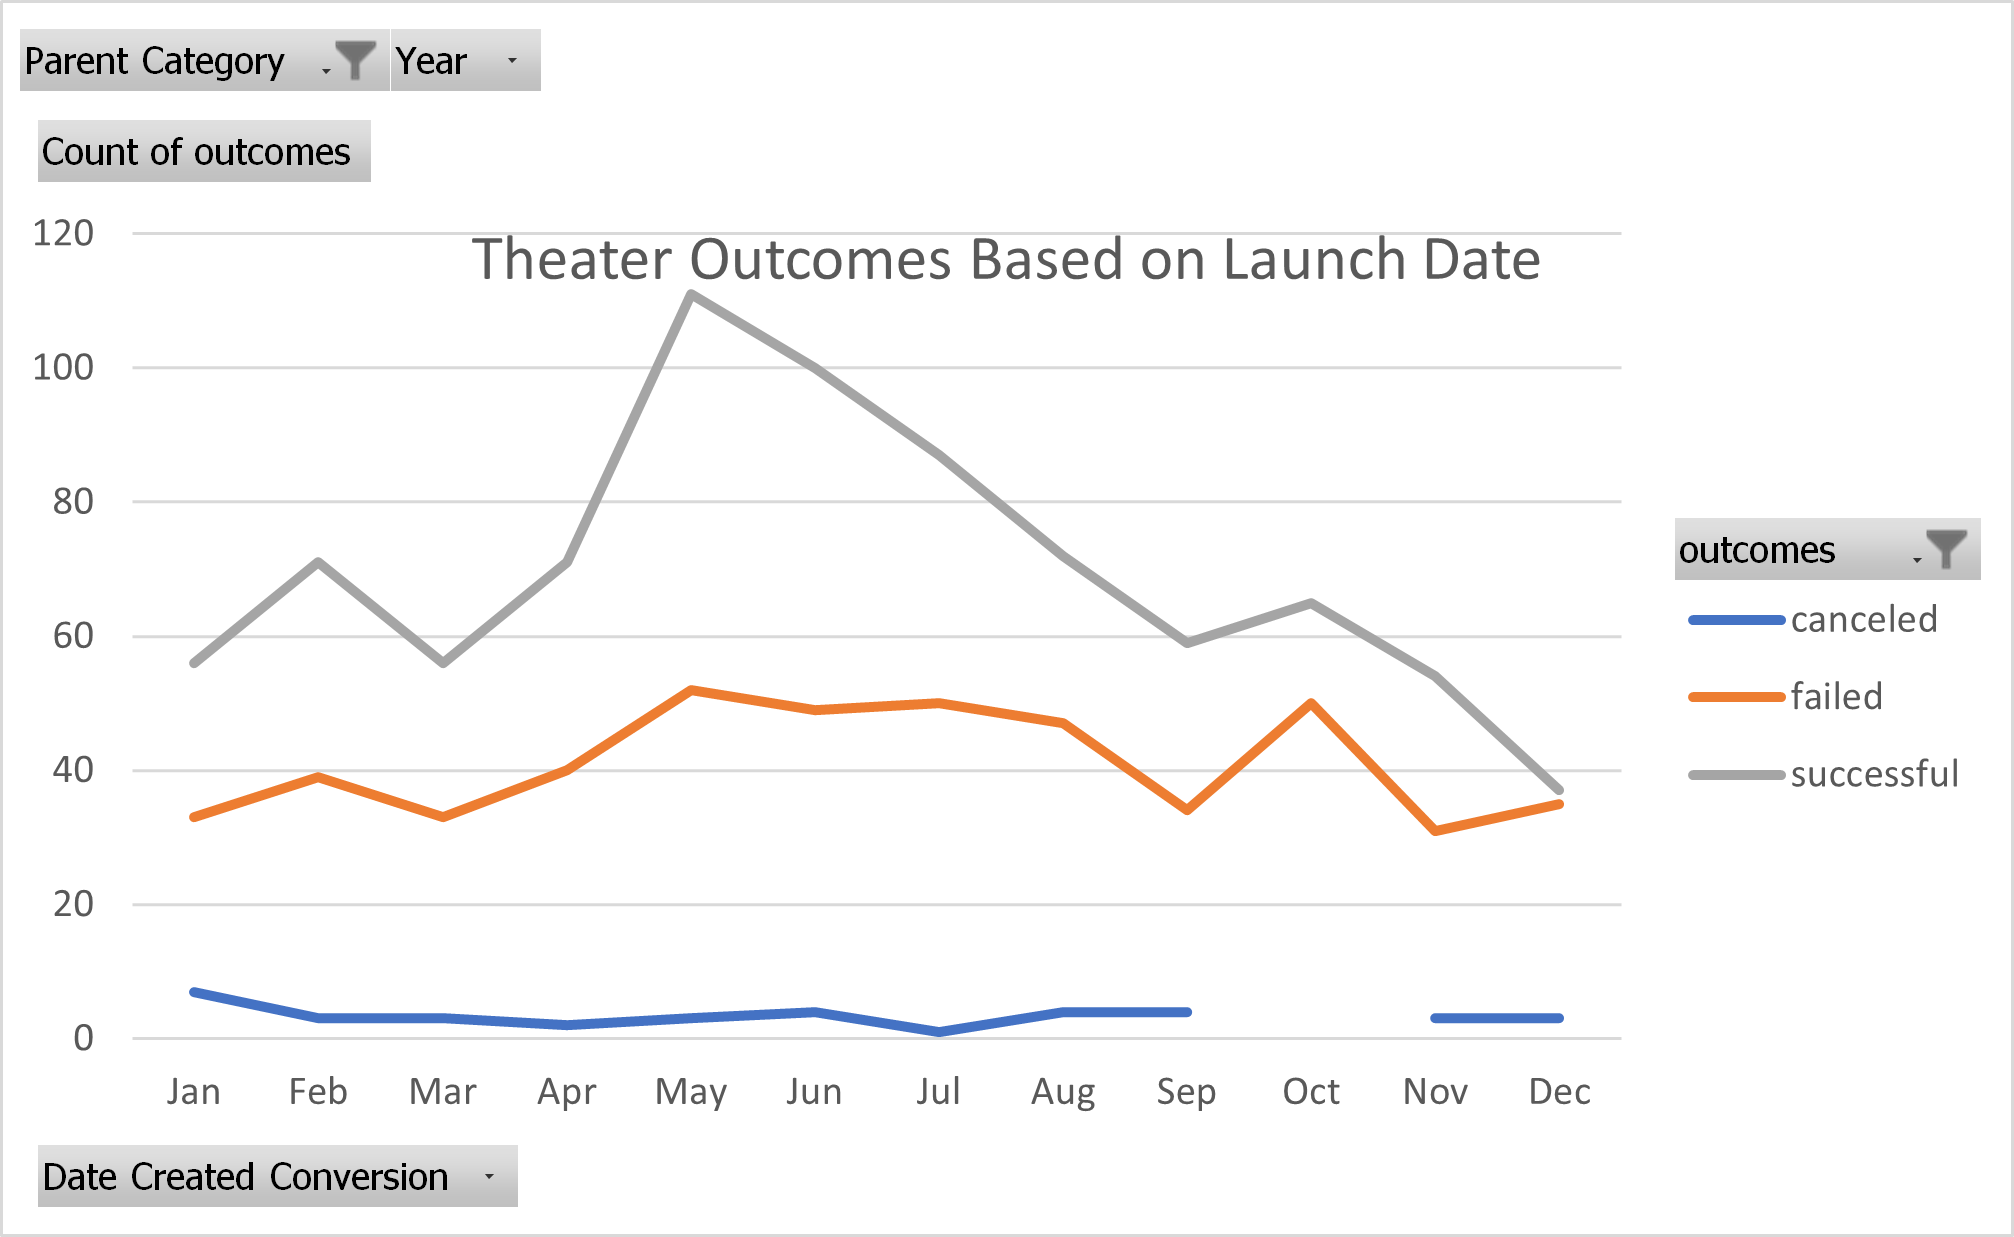 Parent Category Year
Count of outcomes
Theater Outcomes Based on Launch Date
120
100
80
60
40
20
0
Jan Feb Mar Apr May Jun Jul Aug Sep Oct Nov Dec
outcomes
canceled
failed
successful
Date Created Conversion